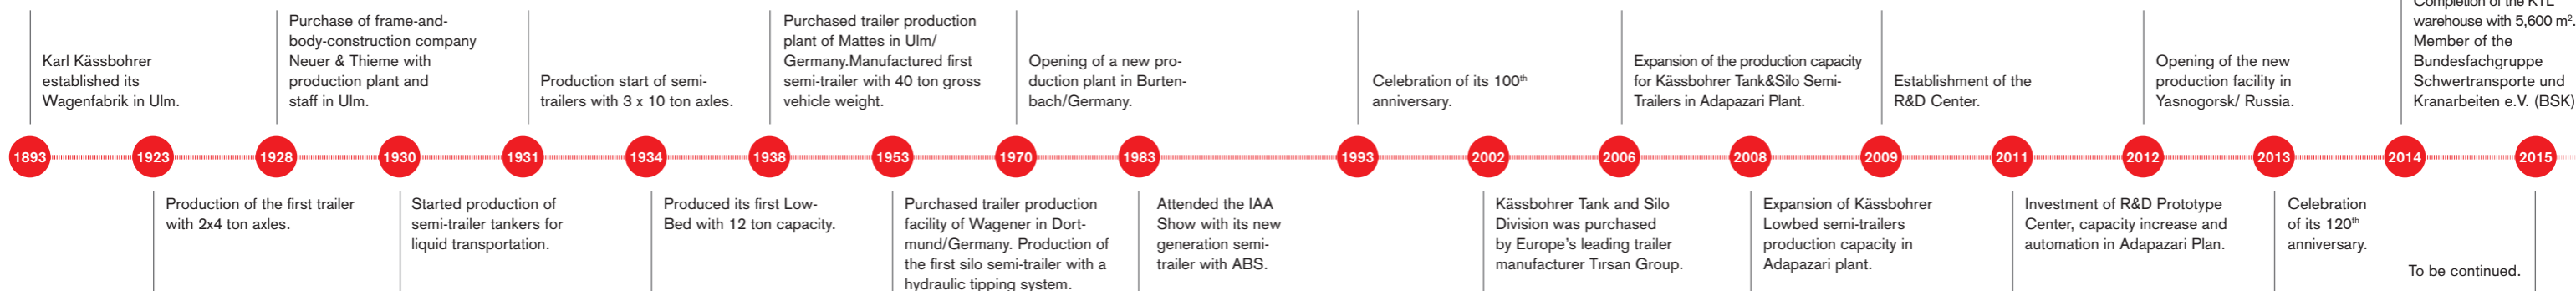 Karl Kässbohrer
established its
Wagenfabrik in Ulm.
Purchase of frame-and-
body-construction company
Neuer & Thieme with
production plant and
staff in Ulm.
Production start of semi-
trailers with 3 x 10 ton axles.
Purchased trailer production
plant of Mattes in Ulm/
Germany.Manufactured first
semi-trailer with 40 ton gross
vehicle weight.
Opening of a new pro-
duction plant in Burten-
bach/Germany.
Celebration of its 100th
anniversary.
Expansion of the production capacity
for Kässbohrer Tank&Silo Semi-
Trailers in Adapazari Plant.
Establishment of the
R&D Center.
Opening of the new
production facility in
Yasnogorsk/ Russia.
Completion of the KTL
warehouse with 5,600 m².
Member of the
Bundesfachgruppe
Schwertransporte und
Kranarbeiten e.V. (BSK)
1893 1923 1928 1930 1931 1934 1938 1953 1970 1983 1993 2002 2006 2008 2009 2011 2012 2013 2014 2015
Production of the first trailer
with 2x4 ton axles.
Started production of
semi-trailer tankers for
liquid transportation.
Produced its first Low-
Bed with 12 ton capacity.
Purchased trailer production
facility of Wagener in Dort-
mund/Germany. Production of
the first silo semi-trailer with a
hydraulic tipping system.
Attended the IAA
Show with its new
generation semi-
trailer with ABS.
Kässbohrer Tank and Silo
Division was purchased
by Europe's leading trailer
manufacturer Tırsan Group.
Expansion of Kässbohrer
Lowbed semi-trailers
production capacity in
Adapazari plant.
Investment of R&D Prototype
Center, capacity increase and
automation in Adapazari Plan.
Celebration
of its 120th
anniversary.
To be continued.